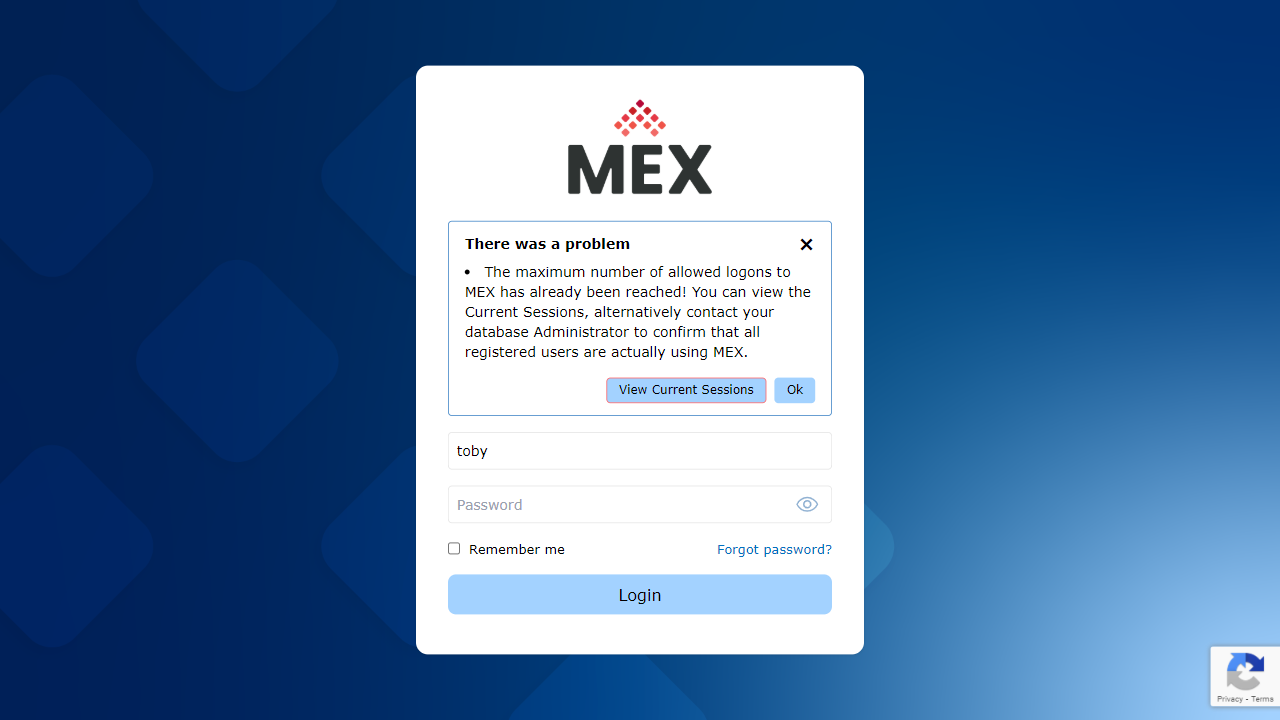 MEX
There was a problem
• The maximum number of allowed logons to
MEX has already been reached! You can view the
Current Sessions, alternatively contact your
database Administrator to confirm that all
registered users are actually using MEX.
View Current Sessions Ok
toby
Password
Remember me Forgot password?
Login
Privacy - Terms